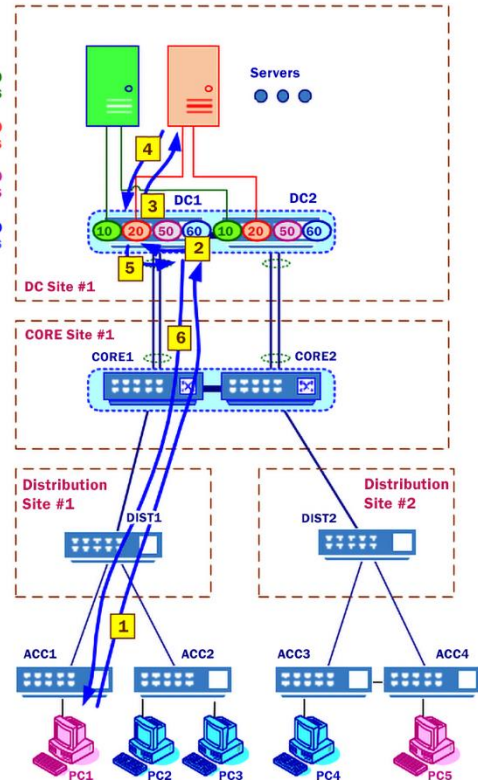 Servers
4
3
DC1
DC2
10
20
50
60
10
20
50
60
2
5
DC Site #1
6
CORE Site #1
CORE1
CORE2
Distribution
Site #1
Distribution
Site #2
DIST1
DIST2
1
ACC1
ACC2
ACC3
ACC4
PC1
PC2
PC3
PC4
PC5